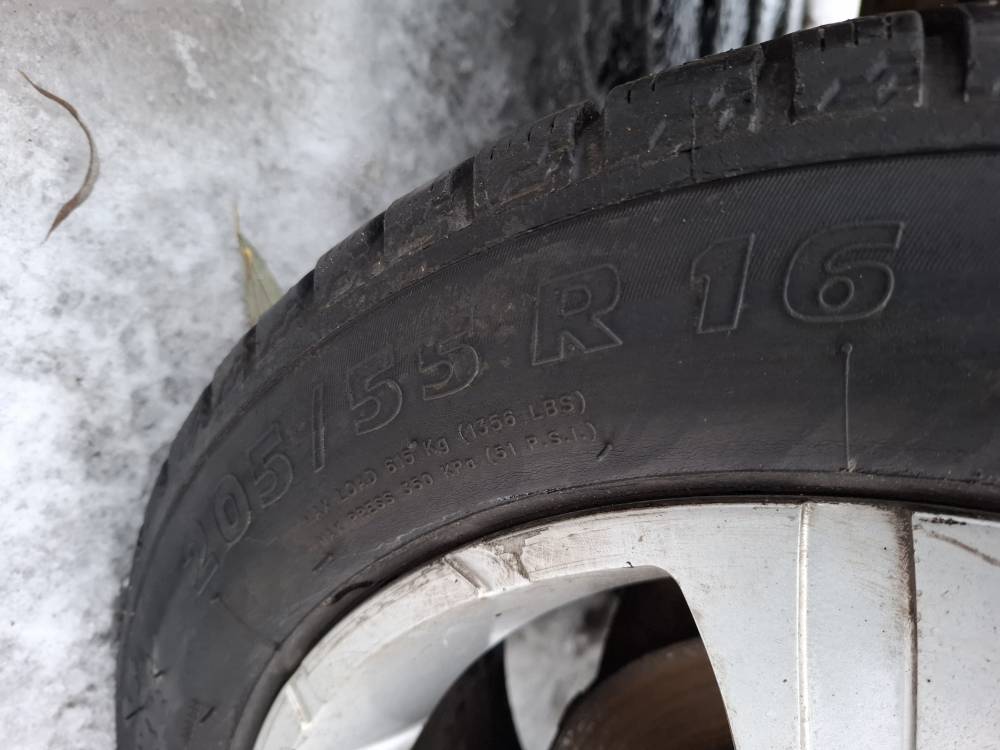 205/55 R 16
MAX LOAD 615 Kg (1356 LBS)
MAX PRESS 350 KPa (51 P.S.I.)